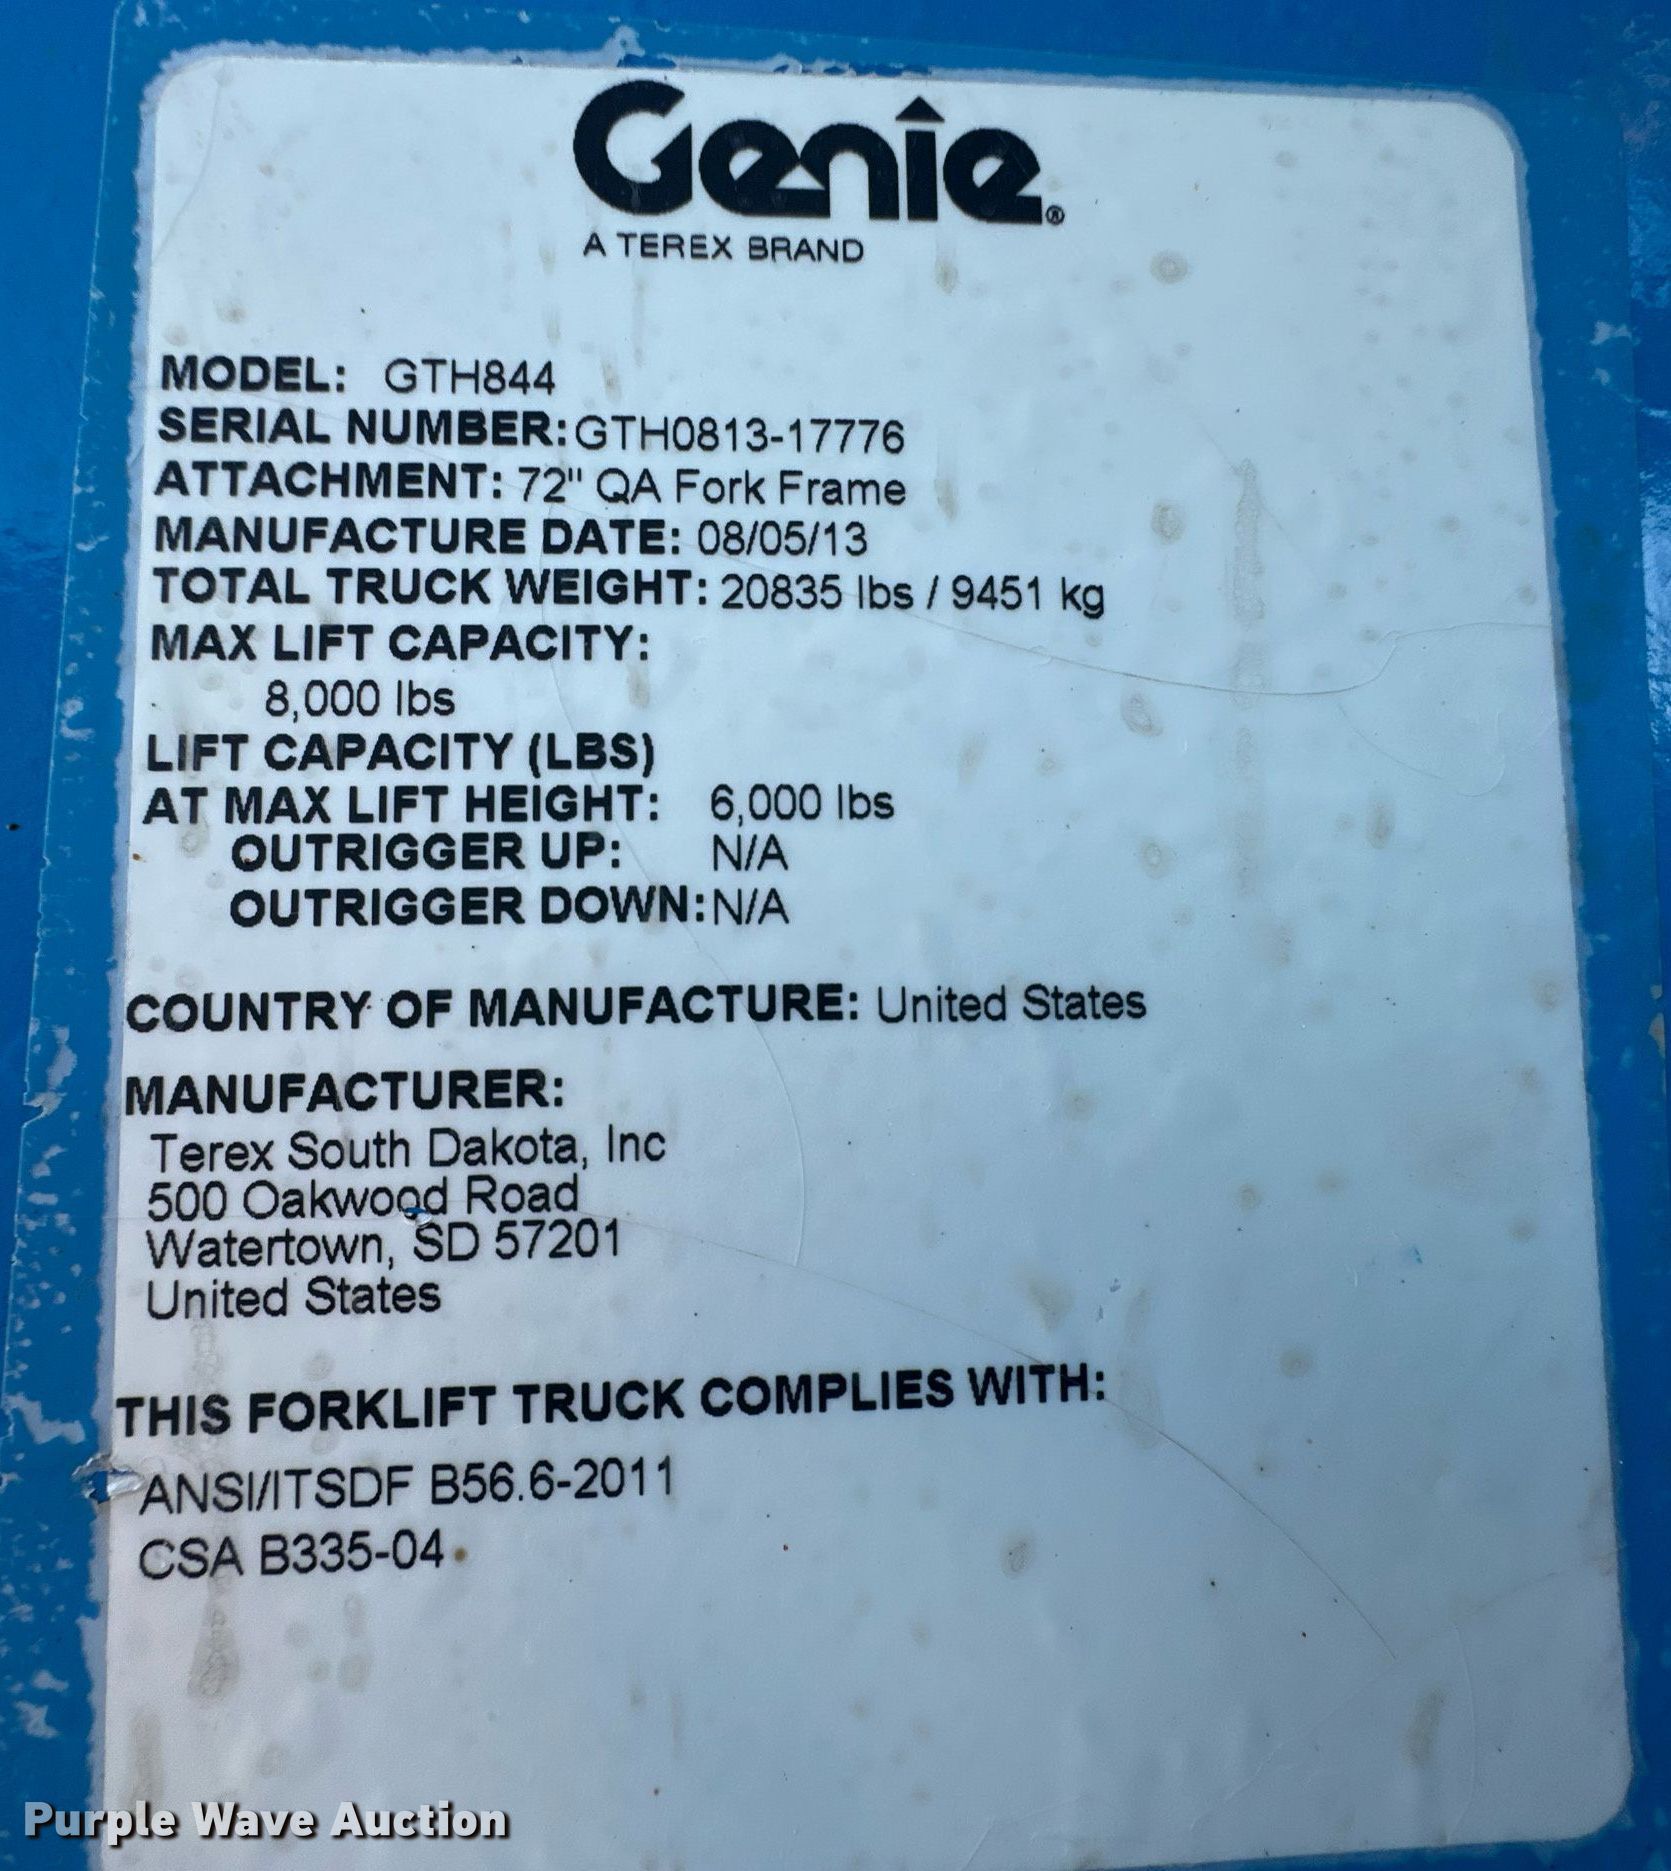 Genie®
A TEREX BRAND
MODEL: GTH844
SERIAL NUMBER:GTH0813-17776
ATTACHMENT: 72" QA Fork Frame
MANUFACTURE DATE: 08/05/13
TOTAL TRUCK WEIGHT: 20835 lbs / 9451 kg
MAX LIFT CAPACITY:
8,000 lbs
LIFT CAPACITY (LBS)
AT MAX LIFT HEIGHT: 6,000 lbs
OUTRIGGER UP: N/A
OUTRIGGER DOWN:N/A
COUNTRY OF MANUFACTURE: United States
MANUFACTURER:
Terex South Dakota, Inc
500 Oakwood Road
Watertown, SD 57201
United States
THIS FORKLIFT TRUCK COMPLIES WITH:
ANSI/ITSDF B56.6-2011
CSA B335-04
Purple Wave Auction